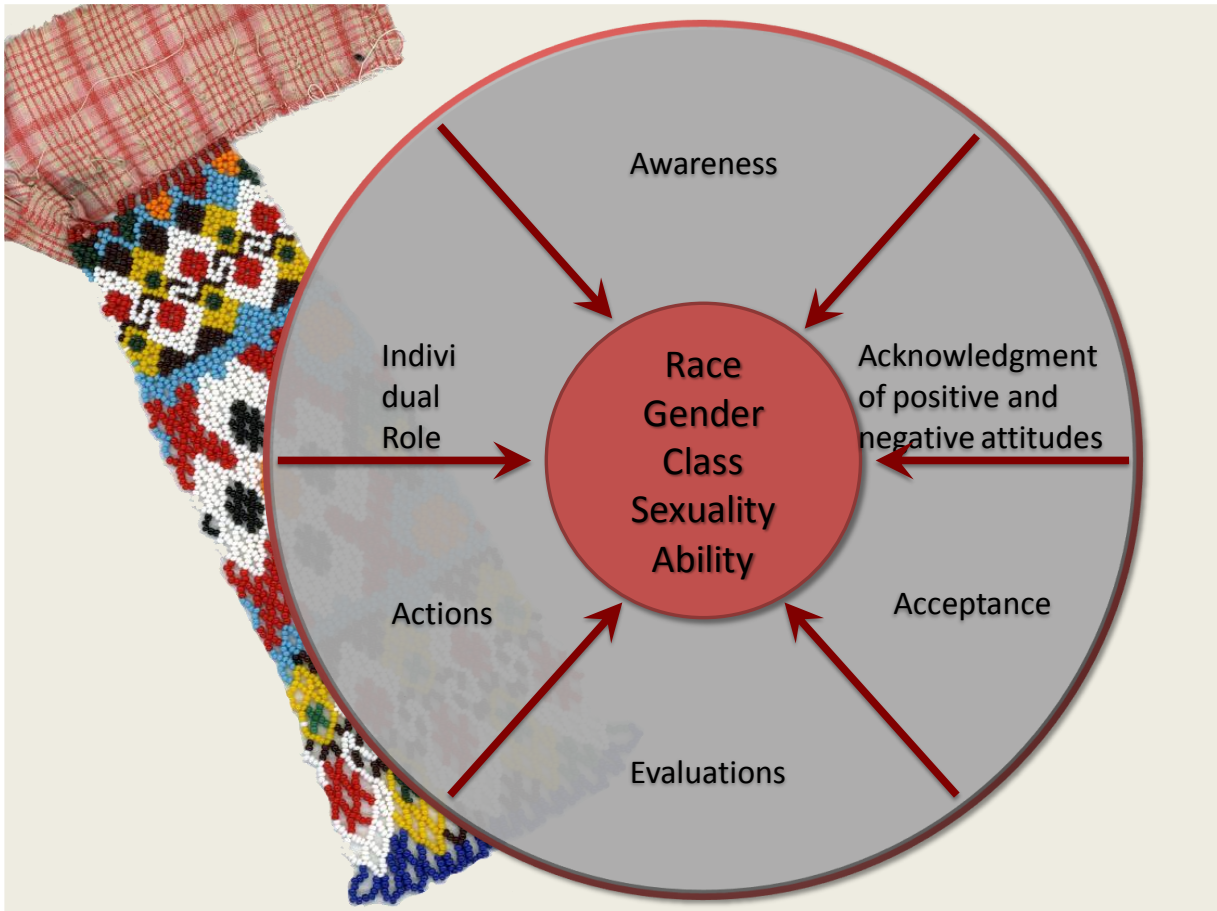 Awareness
Indivi
dual
Role
Race
Gender
Class
Sexuality
Ability
Acknowledgment
of positive and
negative attitudes
Actions
Acceptance
Evaluations